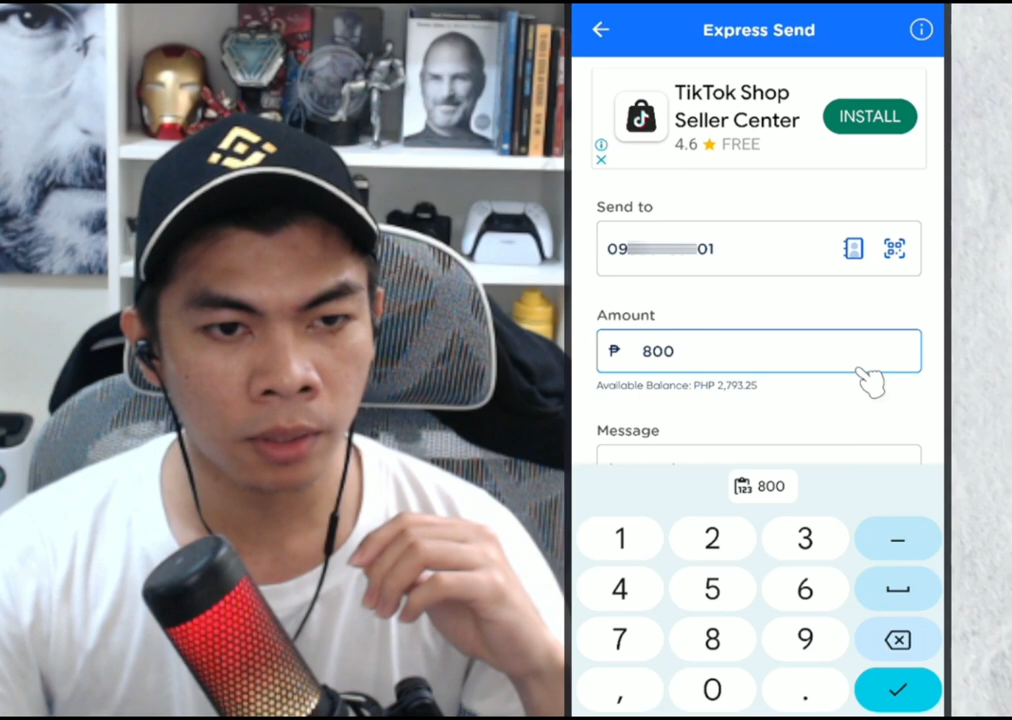 Express Send
TikTok Shop
Seller Center
4.6 ★ FREE
INSTALL
Send to
09 01
Amount
₱ 800
Available Balance: PHP 2,793.25
Message
123 800
1 2 3 –
4 5 6
7 8 9
, 0 .